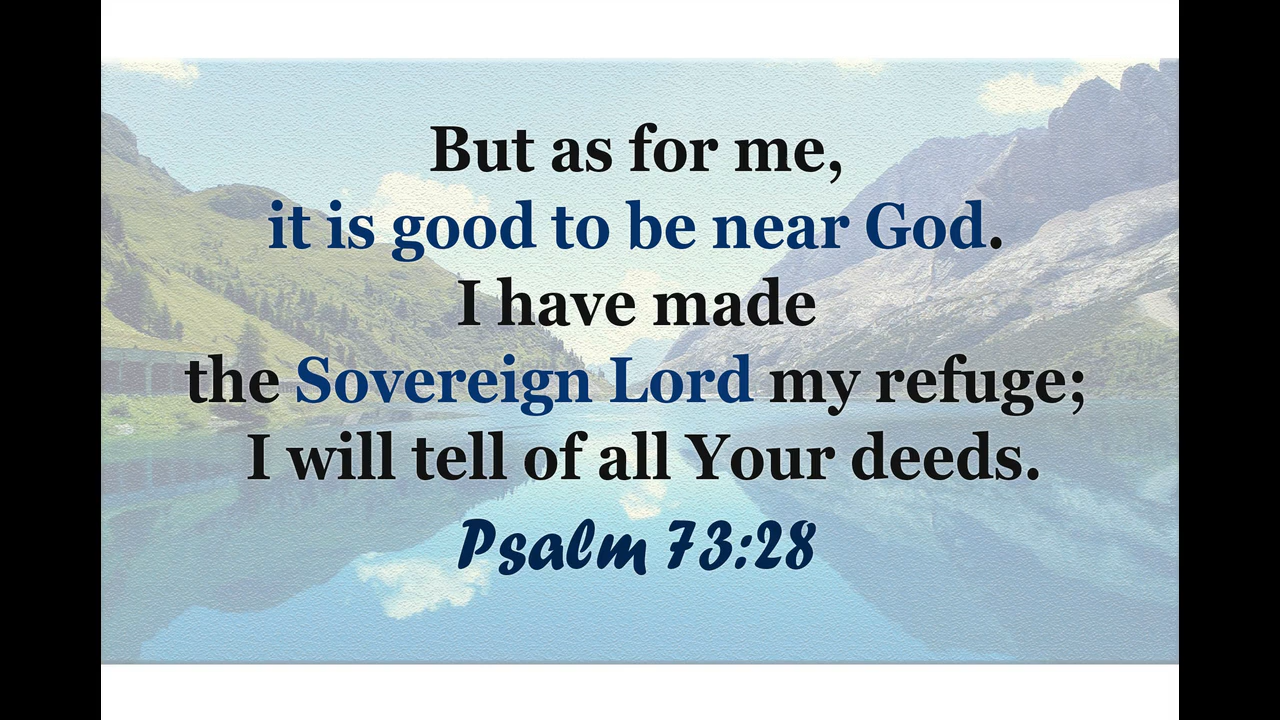 But as for me,
it is good to be near God.
I have made
the Sovereign Lord my refuge;
I will tell of all Your deeds.
Psalm 73:28